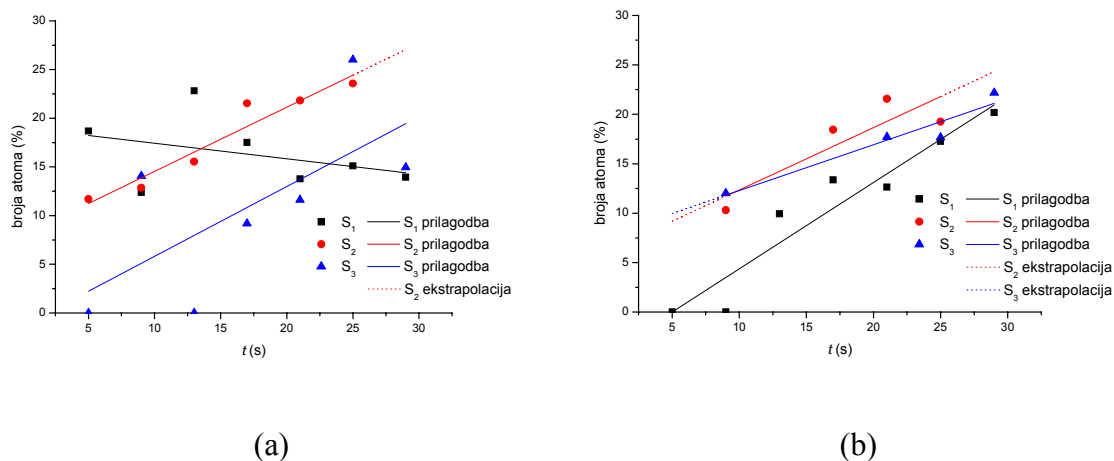 30
25
20
15
10
5
0
broja atoma (%)
S1 S1 prilagodba
S2 S2 prilagodba
S3 S3 prilagodba
S2 ekstrapolacija
5 10 15 20 25 30
t (s)
(a)
30
25
20
15
10
5
0
broja atoma (%)
S1 S1 prilagodba
S2 S2 prilagodba
S3 S3 prilagodba
S2 ekstrapolacija
S3 ekstrapolacija
5 10 15 20 25 30
t (s)
(b)